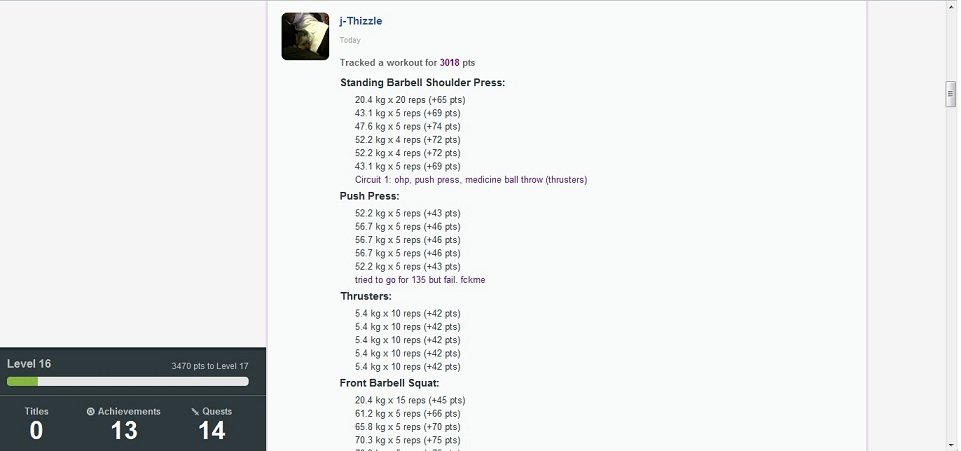 j-Thizzle
Today
Tracked a workout for 3018 pts
Standing Barbell Shoulder Press:
20.4 kg x 20 reps (+65 pts)
43.1 kg x 5 reps (+69 pts)
47.6 kg x 5 reps (+74 pts)
52.2 kg x 4 reps (+72 pts)
52.2 kg x 4 reps (+72 pts)
43.1 kg x 5 reps (+69 pts)
Circuit 1: ohp, push press, medicine ball throw (thrusters)
Push Press:
52.2 kg x 5 reps (+43 pts)
56.7 kg x 5 reps (+46 pts)
56.7 kg x 5 reps (+46 pts)
56.7 kg x 5 reps (+46 pts)
52.2 kg x 5 reps (+43 pts)
tried to go for 135 but fail. fckme
Thrusters:
5.4 kg x 10 reps (+42 pts)
5.4 kg x 10 reps (+42 pts)
5.4 kg x 10 reps (+42 pts)
5.4 kg x 10 reps (+42 pts)
5.4 kg x 10 reps (+42 pts)
Front Barbell Squat:
20.4 kg x 15 reps (+45 pts)
61.2 kg x 5 reps (+66 pts)
65.8 kg x 5 reps (+70 pts)
70.3 kg x 5 reps (+75 pts)
Level 16
3470 pts to Level 17
Titles Achievements Quests
0 13 14